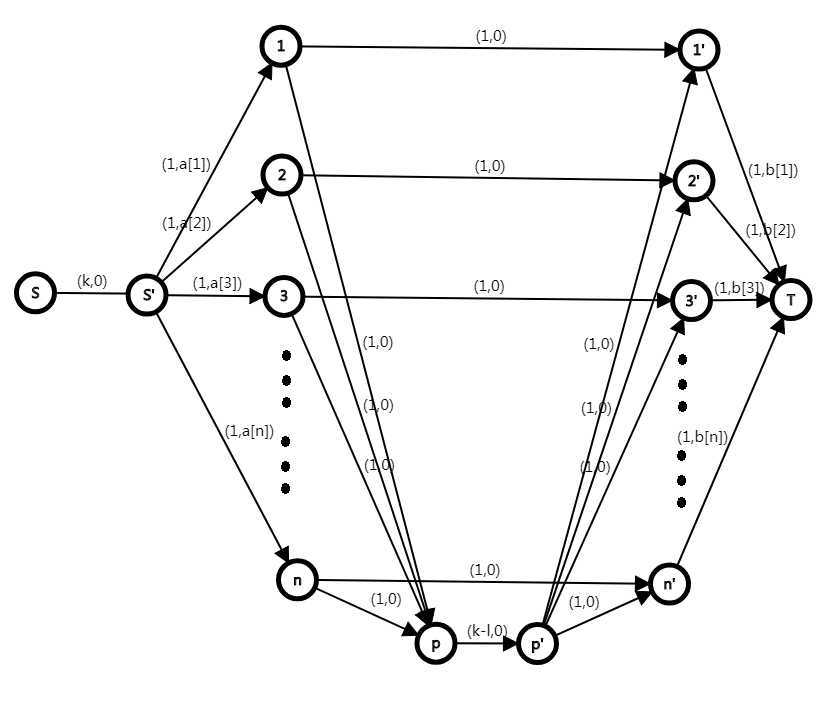 1
(1,0)
1'
(1,a[1])
2
(1,0)
2'
(1,b[1])
(1,a[2])
(1,b[2])
S
(k,0)
S'
(1,a[3])
3
(1,0)
3'
(1,b[3])
T
(1,0)
(1,0)
(1,0)
(1,0)
(1,0)
(1,0)
(1,a[n])
(1,b[n])
n
(1,0)
n'
(1,0)
(1,0)
p
(k-l,0)
p'